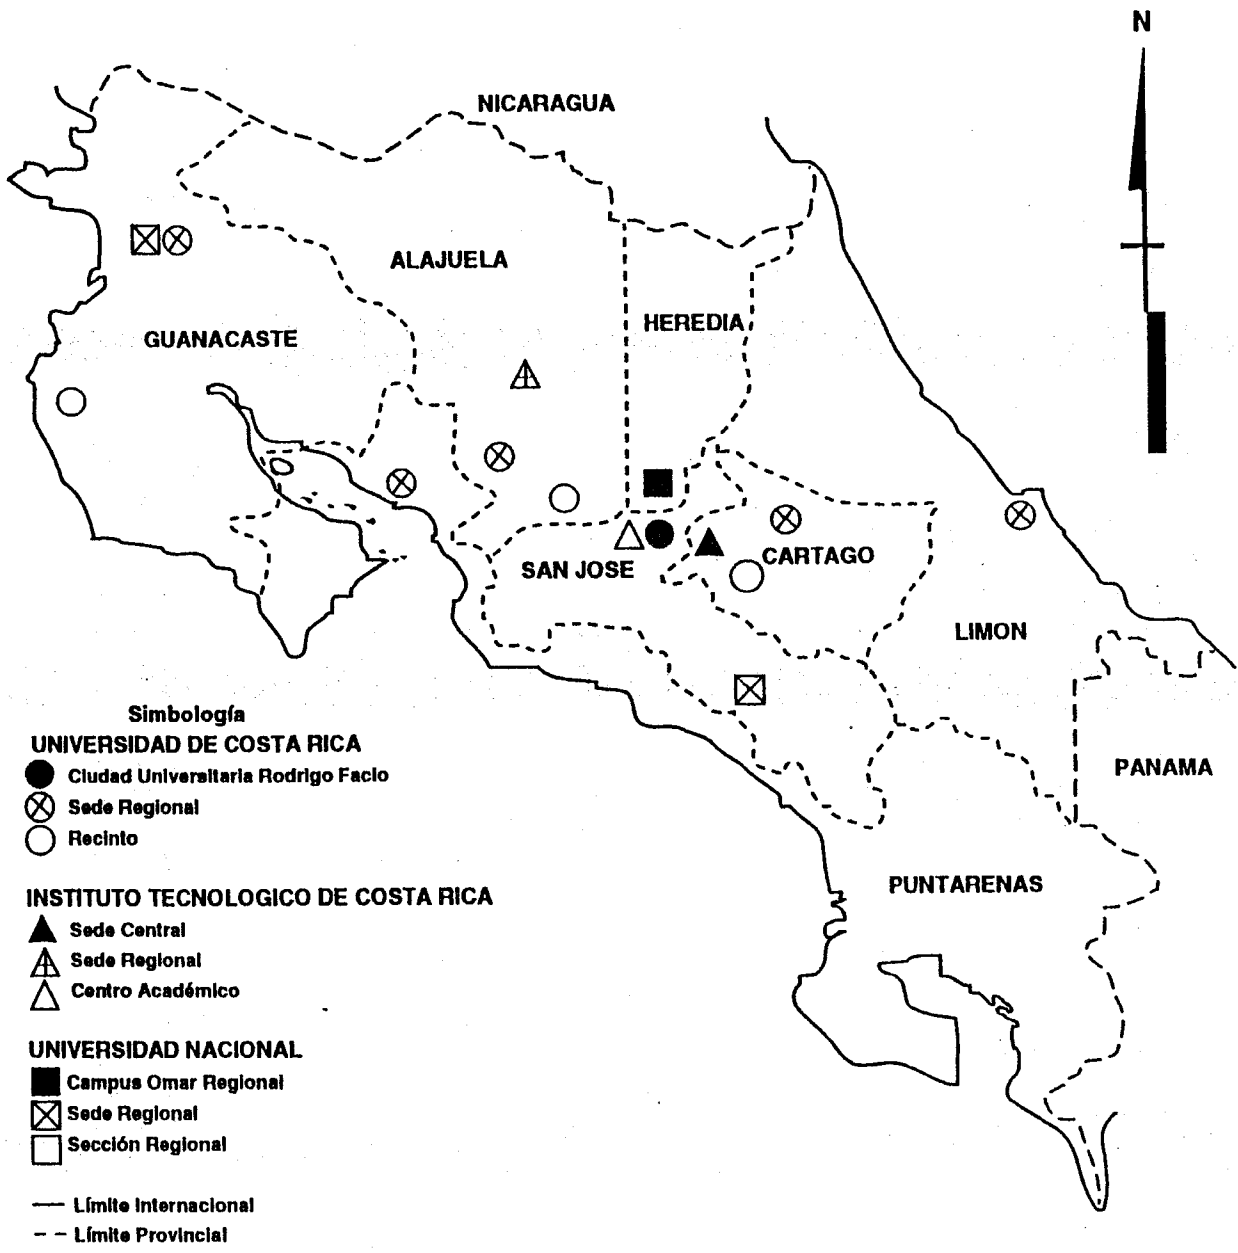 N
NICARAGUA
ALAJUELA
HEREDIA
GUANACASTE
SAN JOSE
CARTAGO
LIMON
PANAMA
PUNTARENAS
Simbología
UNIVERSIDAD DE COSTA RICA
Ciudad Universitaria Rodrigo Facio
Sede Regional
Recinto
INSTITUTO TECNOLOGICO DE COSTA RICA
Sede Central
Sede Regional
Centro Académico
UNIVERSIDAD NACIONAL
Campus Omar Regional
Sede Regional
Sección Regional
Límite Internacional
Límite Provincial